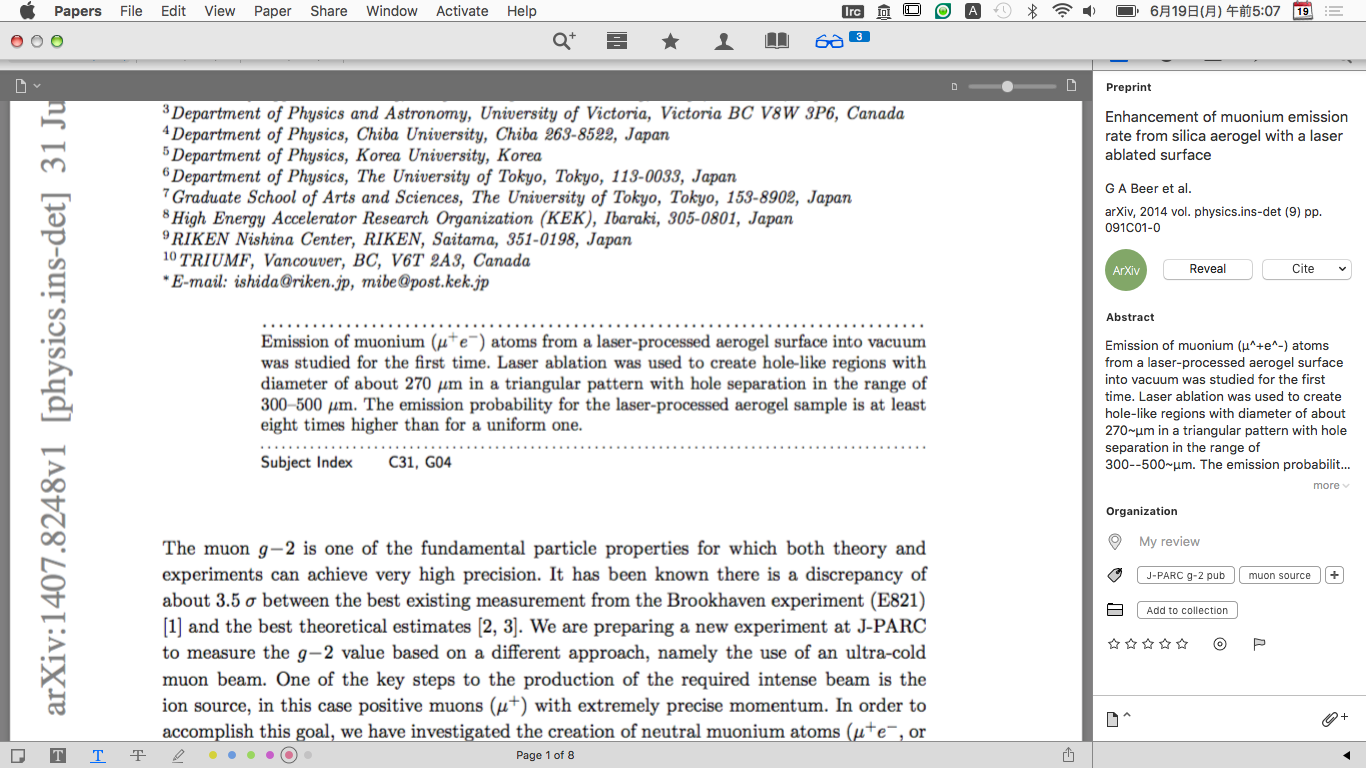 Papers File Edit View Paper Share Window Activate Help
lrc A 6月19日(月) 午前5:07 19
3
arXiv:1407.8248v1 [physics.ins-det] 31 Ju
3 Department of Physics and Astronomy, University of Victoria, Victoria BC V8W 3P6, Canada
4 Department of Physics, Chiba University, Chiba 263-8522, Japan
5 Department of Physics, Korea University, Korea
6 Department of Physics, The University of Tokyo, Tokyo, 113-0033, Japan
7 Graduate School of Arts and Sciences, The University of Tokyo, Tokyo, 153-8902, Japan
8 High Energy Accelerator Research Organization (KEK), Ibaraki, 305-0801, Japan
9 RIKEN Nishina Center, RIKEN, Saitama, 351-0198, Japan
10 TRIUMF, Vancouver, BC, V6T 2A3, Canada
* E-mail: ishida@riken.jp, mibe@post.kek.jp
Emission of muonium (μ+e−) atoms from a laser-processed aerogel surface into vacuum
was studied for the first time. Laser ablation was used to create hole-like regions with
diameter of about 270 μm in a triangular pattern with hole separation in the range of
300–500 μm. The emission probability for the laser-processed aerogel sample is at least
eight times higher than for a uniform one.
Subject Index C31, G04
The muon g−2 is one of the fundamental particle properties for which both theory and
experiments can achieve very high precision. It has been known there is a discrepancy of
about 3.5 σ between the best existing measurement from the Brookhaven experiment (E821)
[1] and the best theoretical estimates [2, 3]. We are preparing a new experiment at J-PARC
to measure the g−2 value based on a different approach, namely the use of an ultra-cold
muon beam. One of the key steps to the production of the required intense beam is the
ion source, in this case positive muons (μ+) with extremely precise momentum. In order to
accomplish this goal, we have investigated the creation of neutral muonium atoms (μ+e−, or
T T T Page 1 of 8
Preprint
Enhancement of muonium emission
rate from silica aerogel with a laser
ablated surface
G A Beer et al.
arXiv, 2014 vol. physics.ins-det (9) pp.
091C01-0
ArXiv Reveal Cite
Abstract
Emission of muonium (μ^+e^-) atoms
from a laser-processed aerogel surface
into vacuum was studied for the first
time. Laser ablation was used to create
hole-like regions with diameter of about
270~μm in a triangular pattern with hole
separation in the range of
300--500~μm. The emission probabilit...
more
Organization
My review
J-PARC g-2 pub muon source +
Add to collection